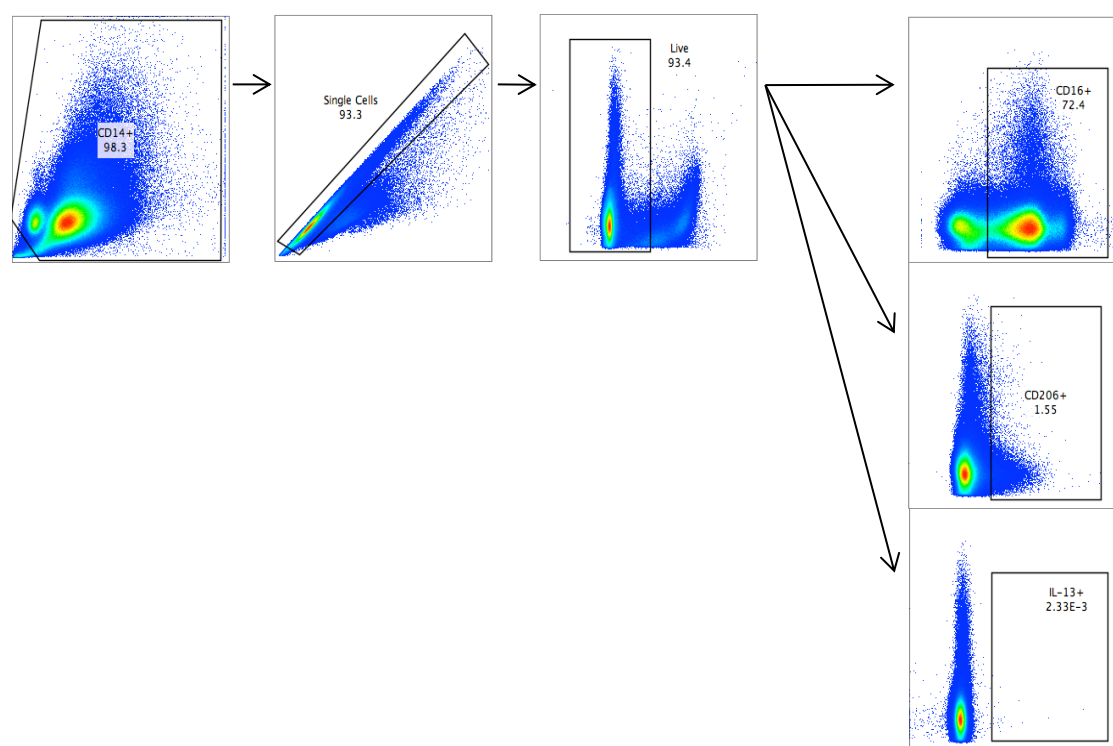 CD14+
98.3
Single Cells
93.3
Live
93.4
CD16+
72.4
CD206+
1.55
IL-13+
2.33E-3